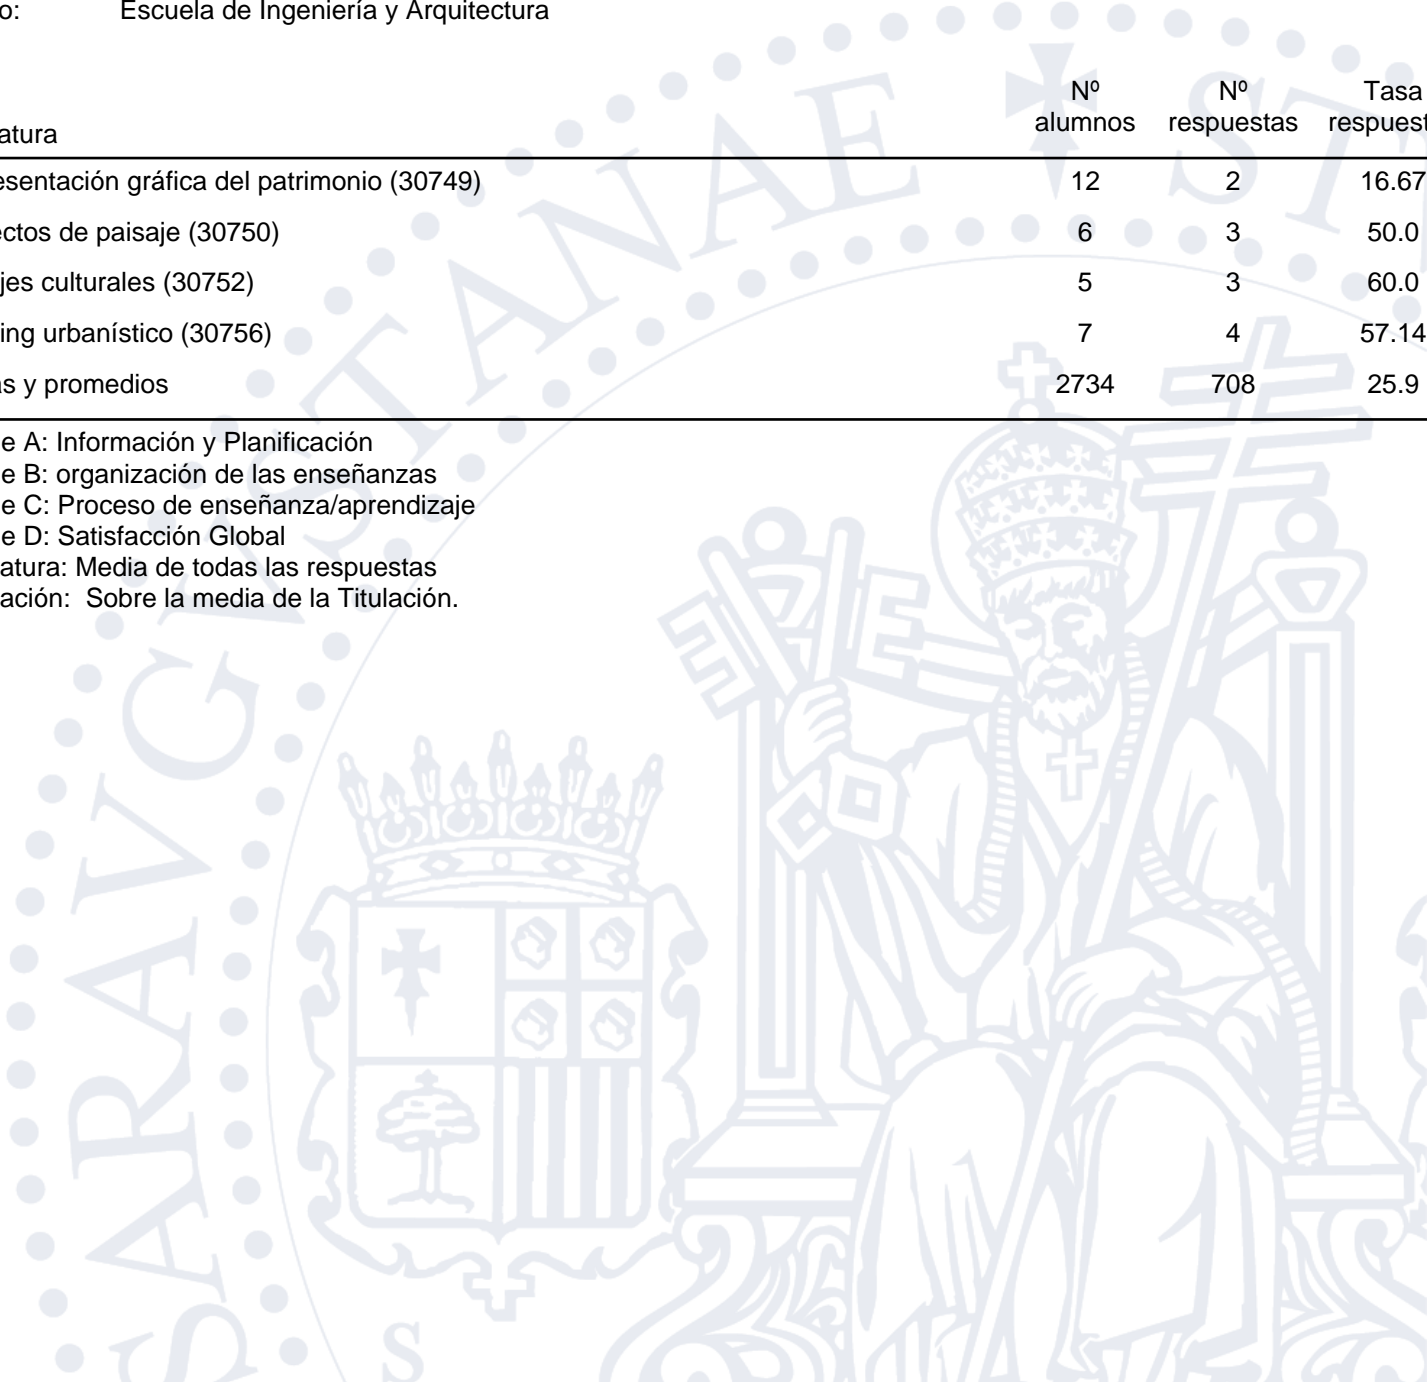 o: Escuela de Ingeniería y Arquitectura
Nº Nº Tasa
atura alumnos respuestas respuest
esentación gráfica del patrimonio (30749) 12 2 16.67
ectos de paisaje (30750) 6 3 50.0
jes culturales (30752) 5 3 60.0
ing urbanístico (30756) 7 4 57.14
as y promedios 2734 708 25.9
e A: Información y Planificación
e B: organización de las enseñanzas
e C: Proceso de enseñanza/aprendizaje
e D: Satisfacción Global
atura: Media de todas las respuestas
ación: Sobre la media de la Titulación.
SARAVGVSTANAE ST
S